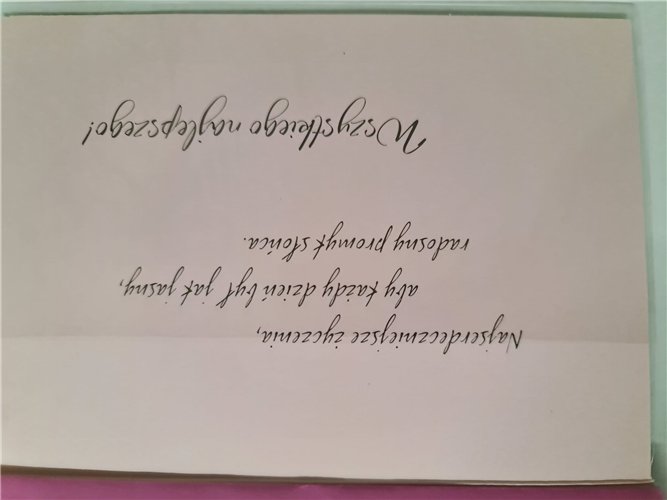 Najserdeczniejsze życzenia,
aby każdy dzień był jak jasny,
radosny promyk słońca.
Wszystkiego najlepszego!